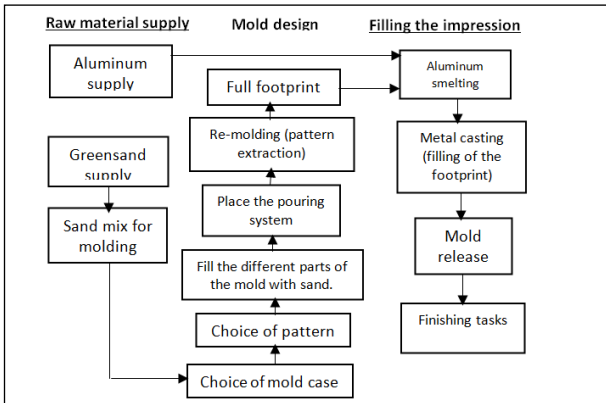 Raw material supply
Mold design
Filling the impression
Aluminum
supply
Greensand
supply
Sand mix for
molding
Full footprint
Re-molding (pattern
extraction)
Place the pouring
system
Fill the different parts of
the mold with sand.
Choice of pattern
Choice of mold case
Aluminum
smelting
Metal casting
(filling of the
footprint)
Mold
release
Finishing tasks